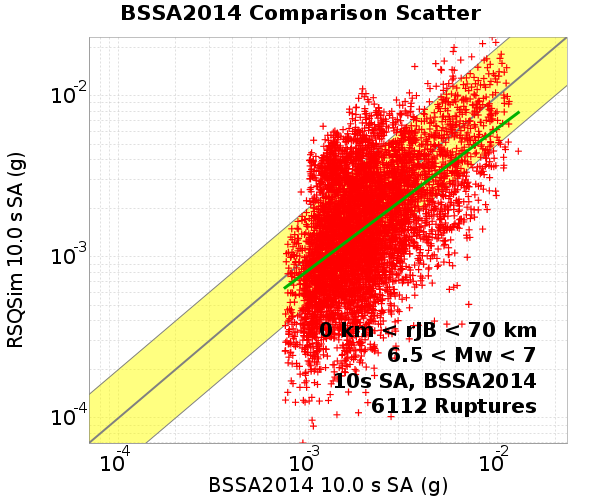 BSSA2014 Comparison Scatter
RSQSim 10.0 s SA (g)
10-2
10-3
10-4
0 km < rJB < 70 km
6.5 < Mw < 7
10s SA, BSSA2014
6112 Ruptures
10-4 10-3 10-2
BSSA2014 10.0 s SA (g)